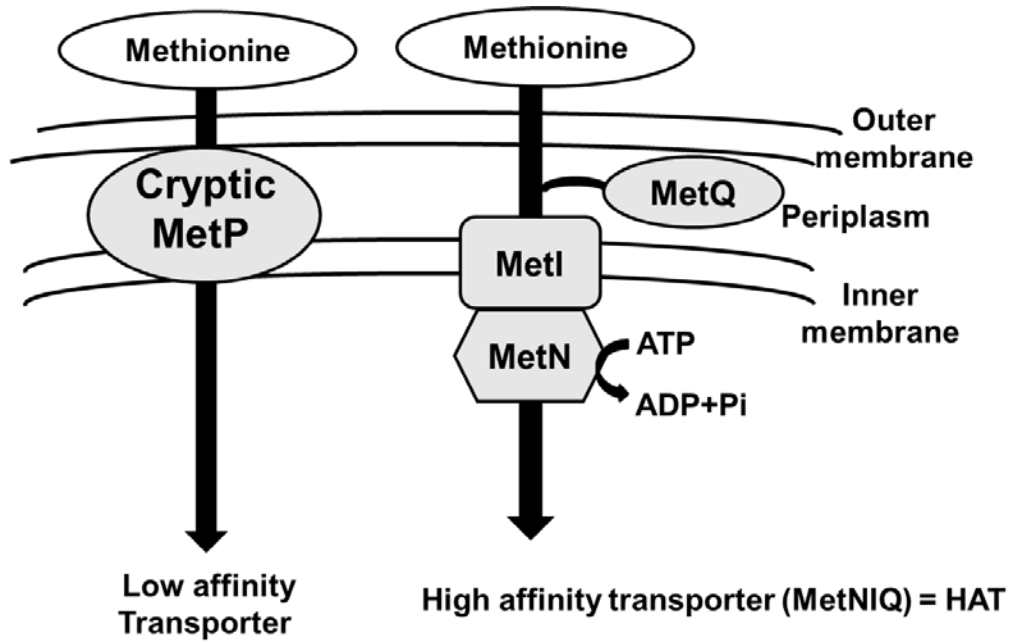 Methionine
Methionine
Outer
membrane
Cryptic
MetP
MetQ
Periplasm
MetI
Inner
membrane
MetN
ATP
ADP+Pi
Low affinity
Transporter
High affinity transporter (MetNIQ) = HAT